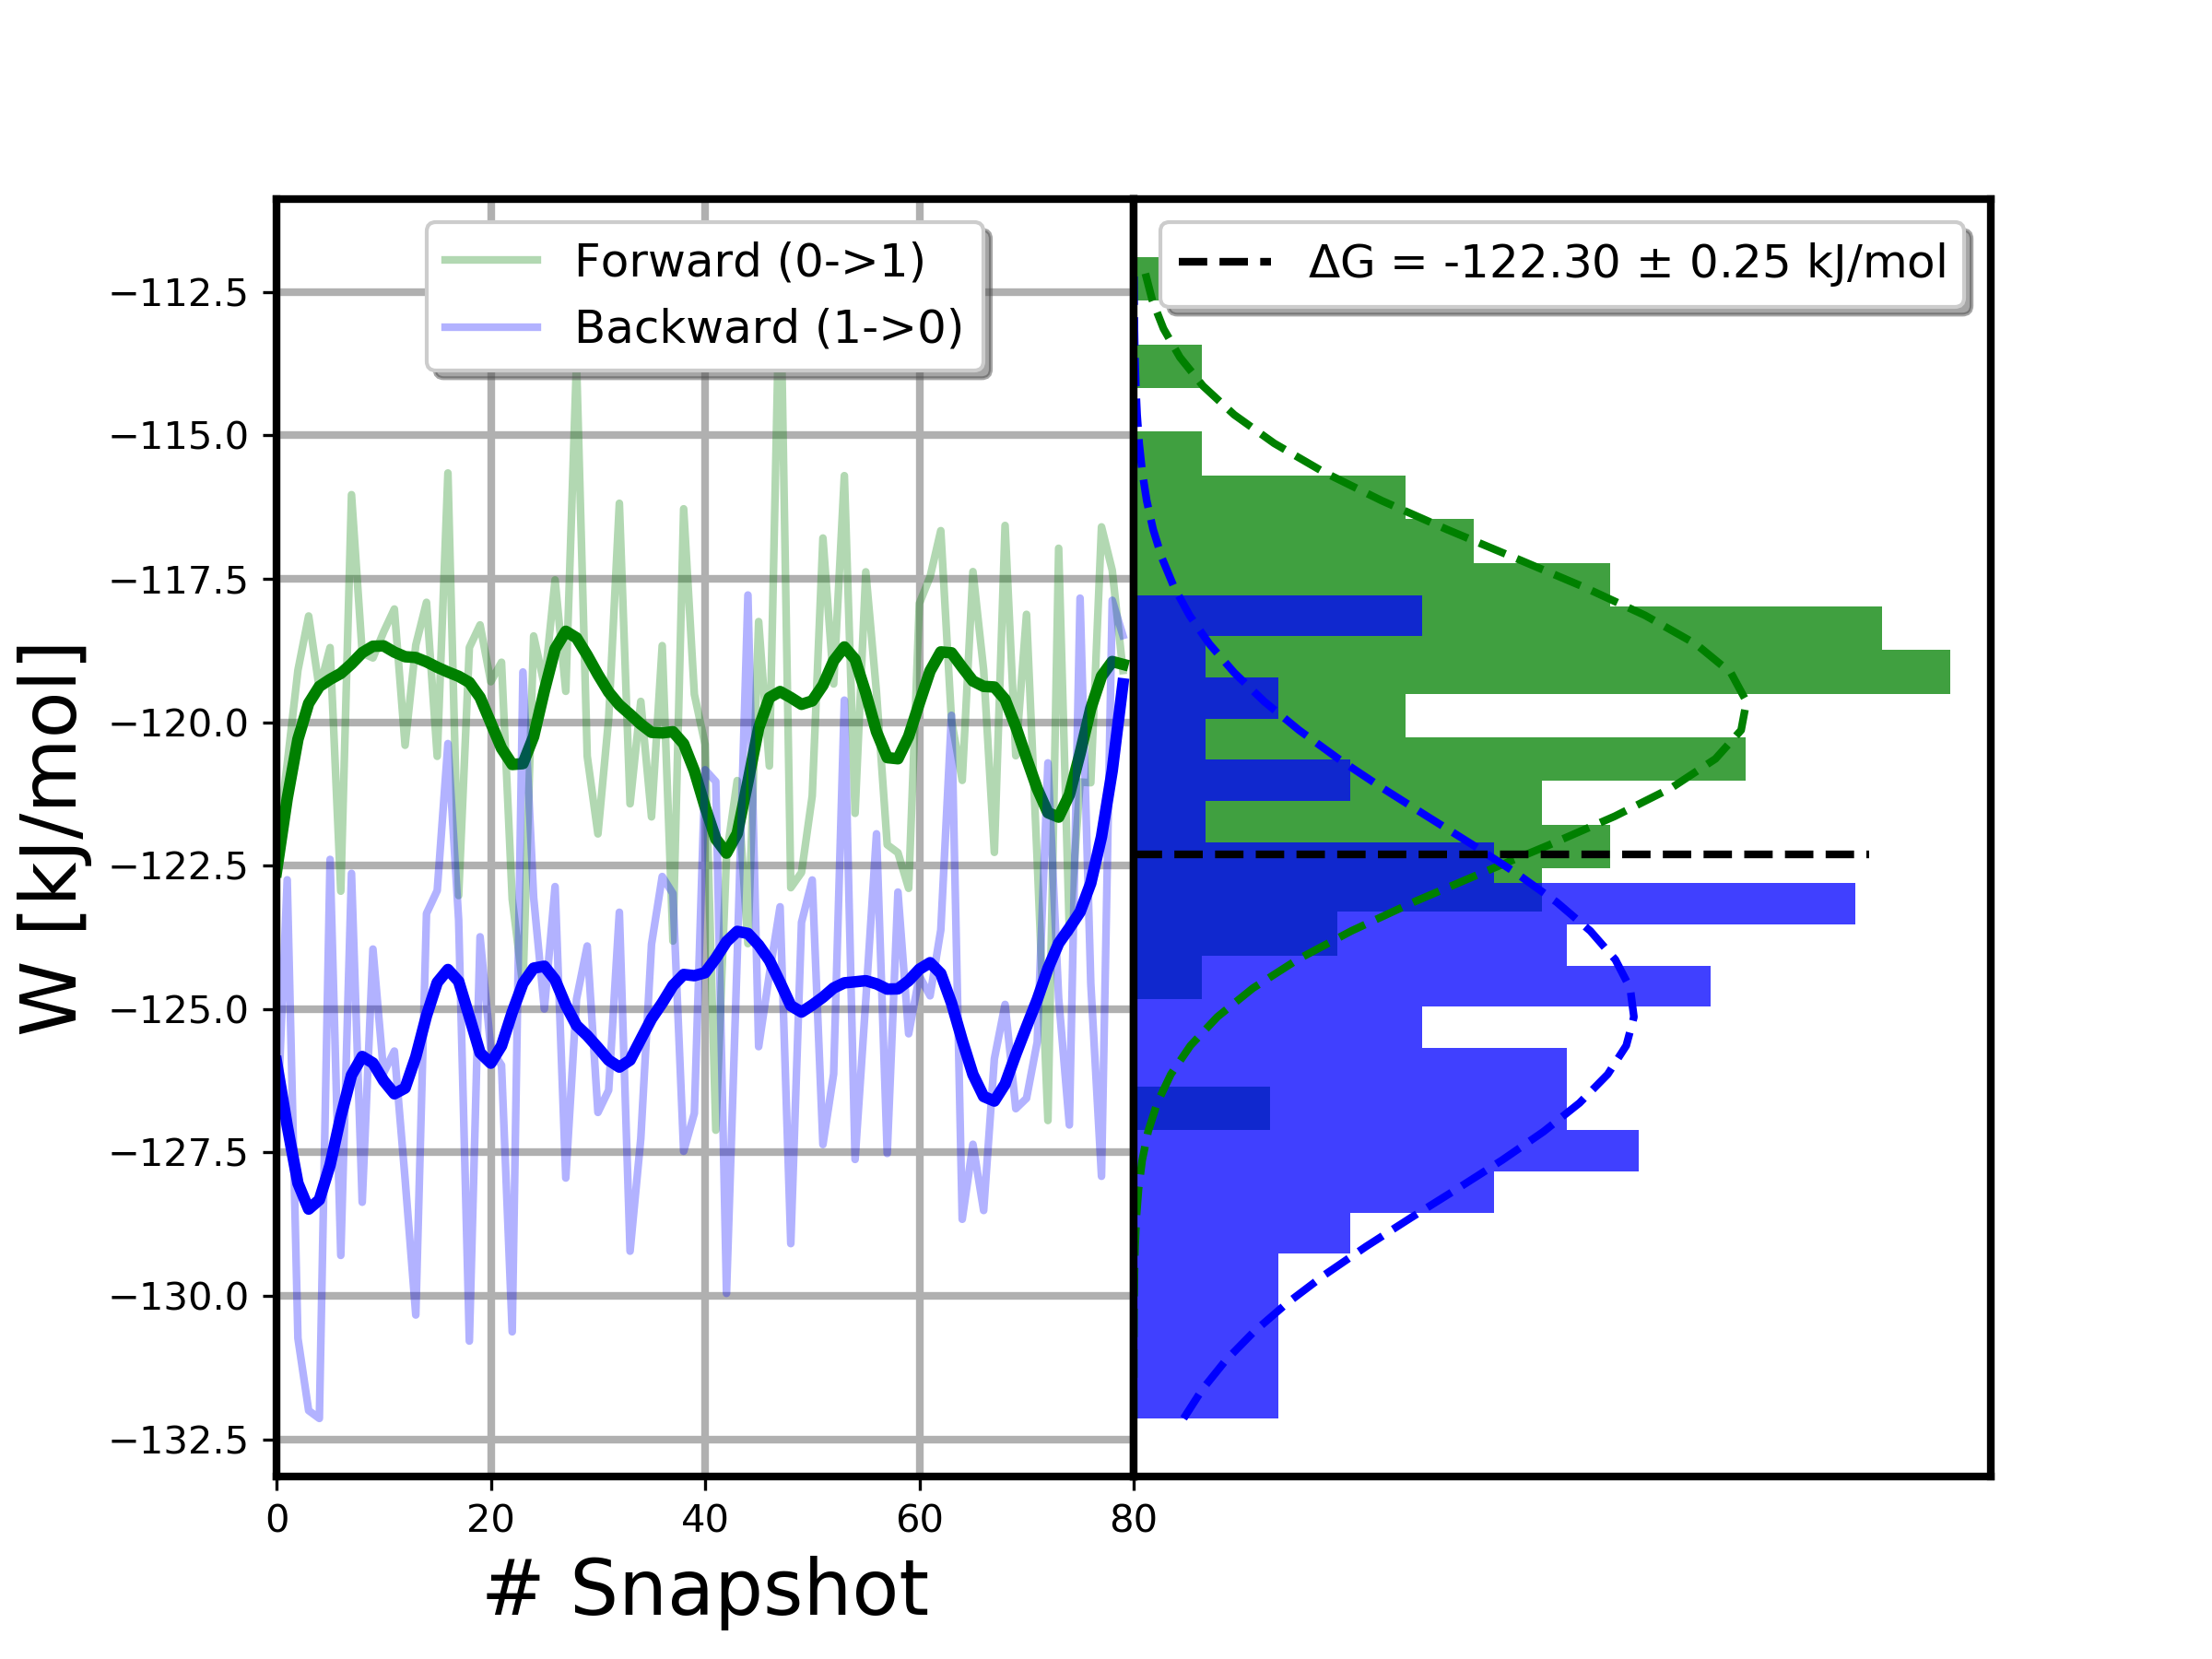 Forward (0->1)
Backward (1->0)
ΔG = -122.30 ± 0.25 kJ/mol
W [kJ/mol]
−112.5
−115.0
−117.5
−120.0
−122.5
−125.0
−127.5
−130.0
−132.5
0 20 40 60 80
# Snapshot